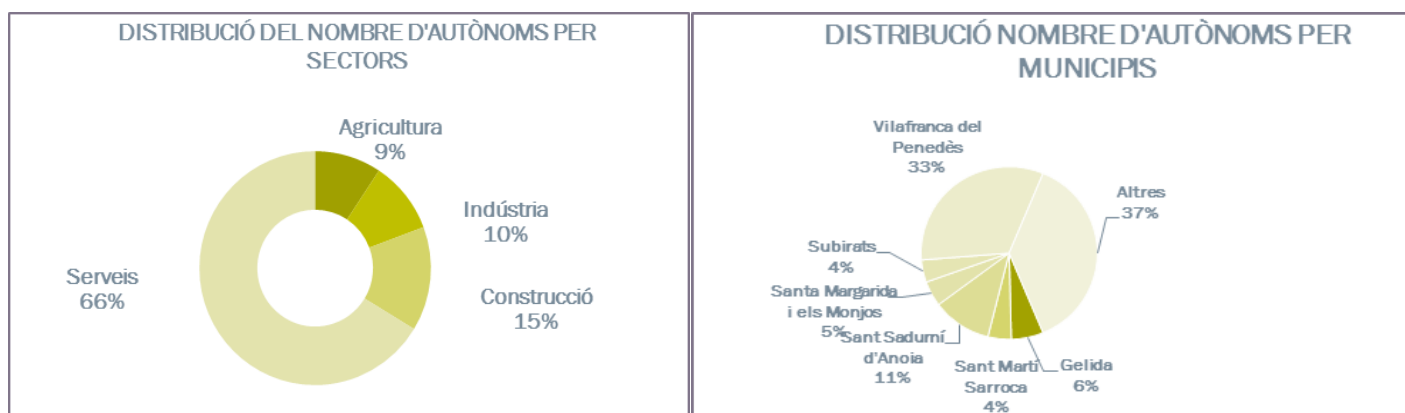 DISTRIBUCIÓ DEL NOMBRE D'AUTÒNOMS PER
SECTORS
Agricultura
9%
Indústria
10%
Construcció
15%
Serveis
66%
DISTRIBUCIÓ NOMBRE D'AUTÒNOMS PER
MUNICIPIS
Vilafranca del
Penedès
33%
Altres
37%
Subirats
4%
Santa Margarida
i els Monjos
5%
Sant Sadurní
d'Anoia
11%
Sant Martí
Sarroca
4%
Gelida
6%